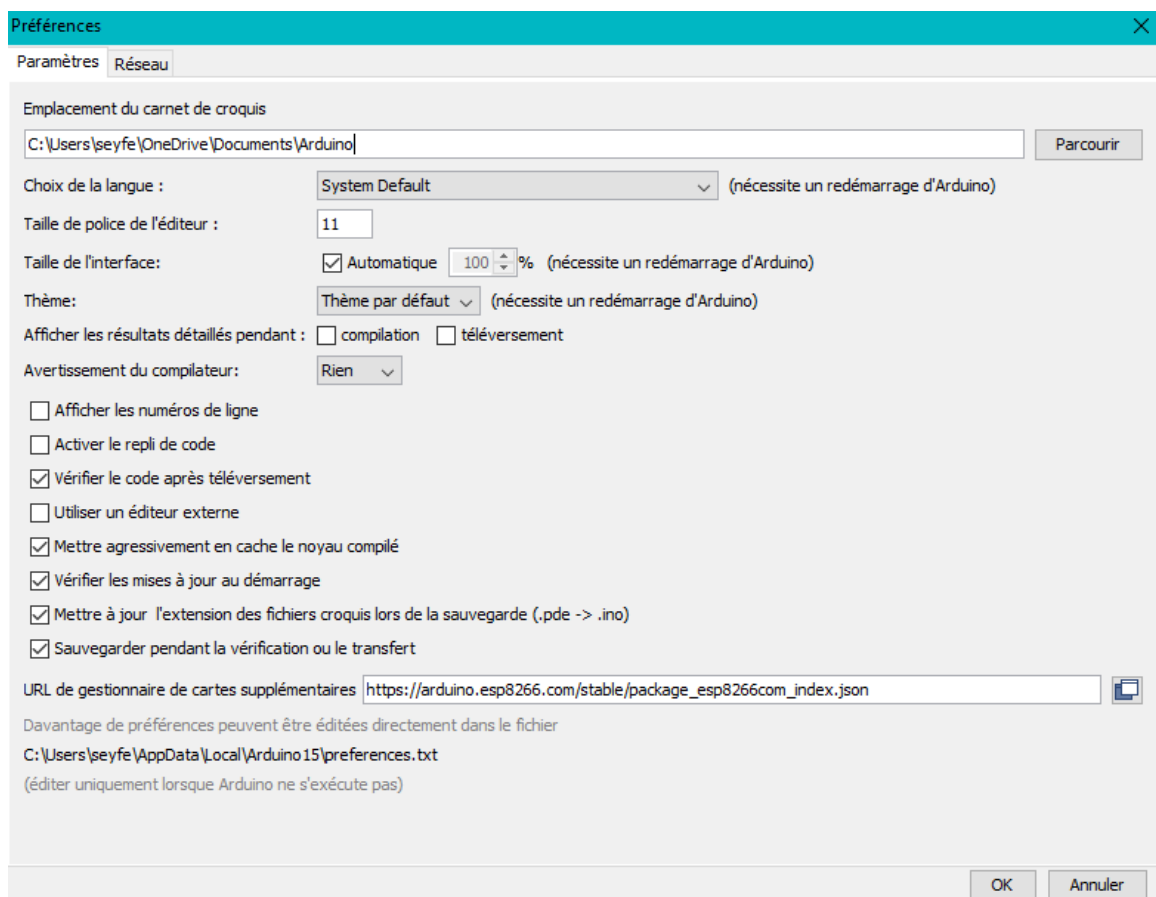 Préférences
Paramètres Réseau
Emplacement du carnet de croquis
C:\Users\seyfe\OneDrive\Documents\Arduino Parcourir
Choix de la langue : System Default (nécessite un redémarrage d'Arduino)
Taille de police de l'éditeur : 11
Taille de l'interface: Automatique 100 % (nécessite un redémarrage d'Arduino)
Thème: Thème par défaut (nécessite un redémarrage d'Arduino)
Afficher les résultats détaillés pendant : compilation téléversement
Avertissement du compilateur: Rien
Afficher les numéros de ligne
Activer le repli de code
Vérifier le code après téléversement
Utiliser un éditeur externe
Mettre agressivement en cache le noyau compilé
Vérifier les mises à jour au démarrage
Mettre à jour l'extension des fichiers croquis lors de la sauvegarde (.pde -> .ino)
Sauvegarder pendant la vérification ou le transfert
URL de gestionnaire de cartes supplémentaires https://arduino.esp8266.com/stable/package_esp8266com_index.json
Davantage de préférences peuvent être éditées directement dans le fichier
C:\Users\seyfe\AppData\Local\Arduino15\preferences.txt
(éditer uniquement lorsque Arduino ne s'exécute pas)
OK Annuler